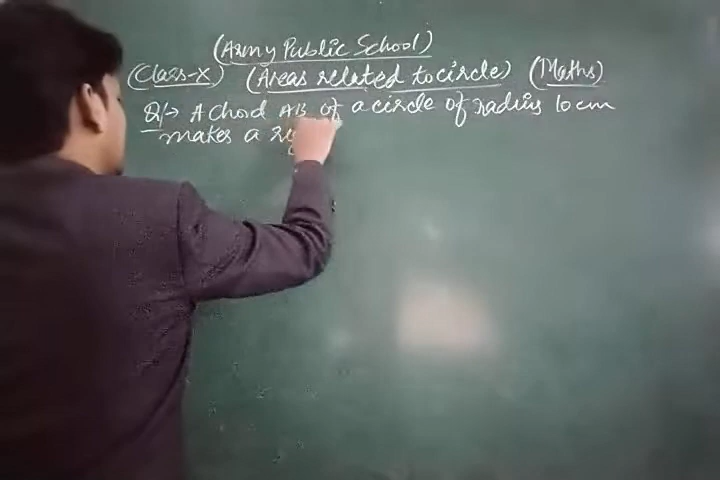 (Army Public School)
(Class-X) (Areas related to circle) (Maths)
Q/→ A Chord AB of a circle of radius 10 cm
makes a